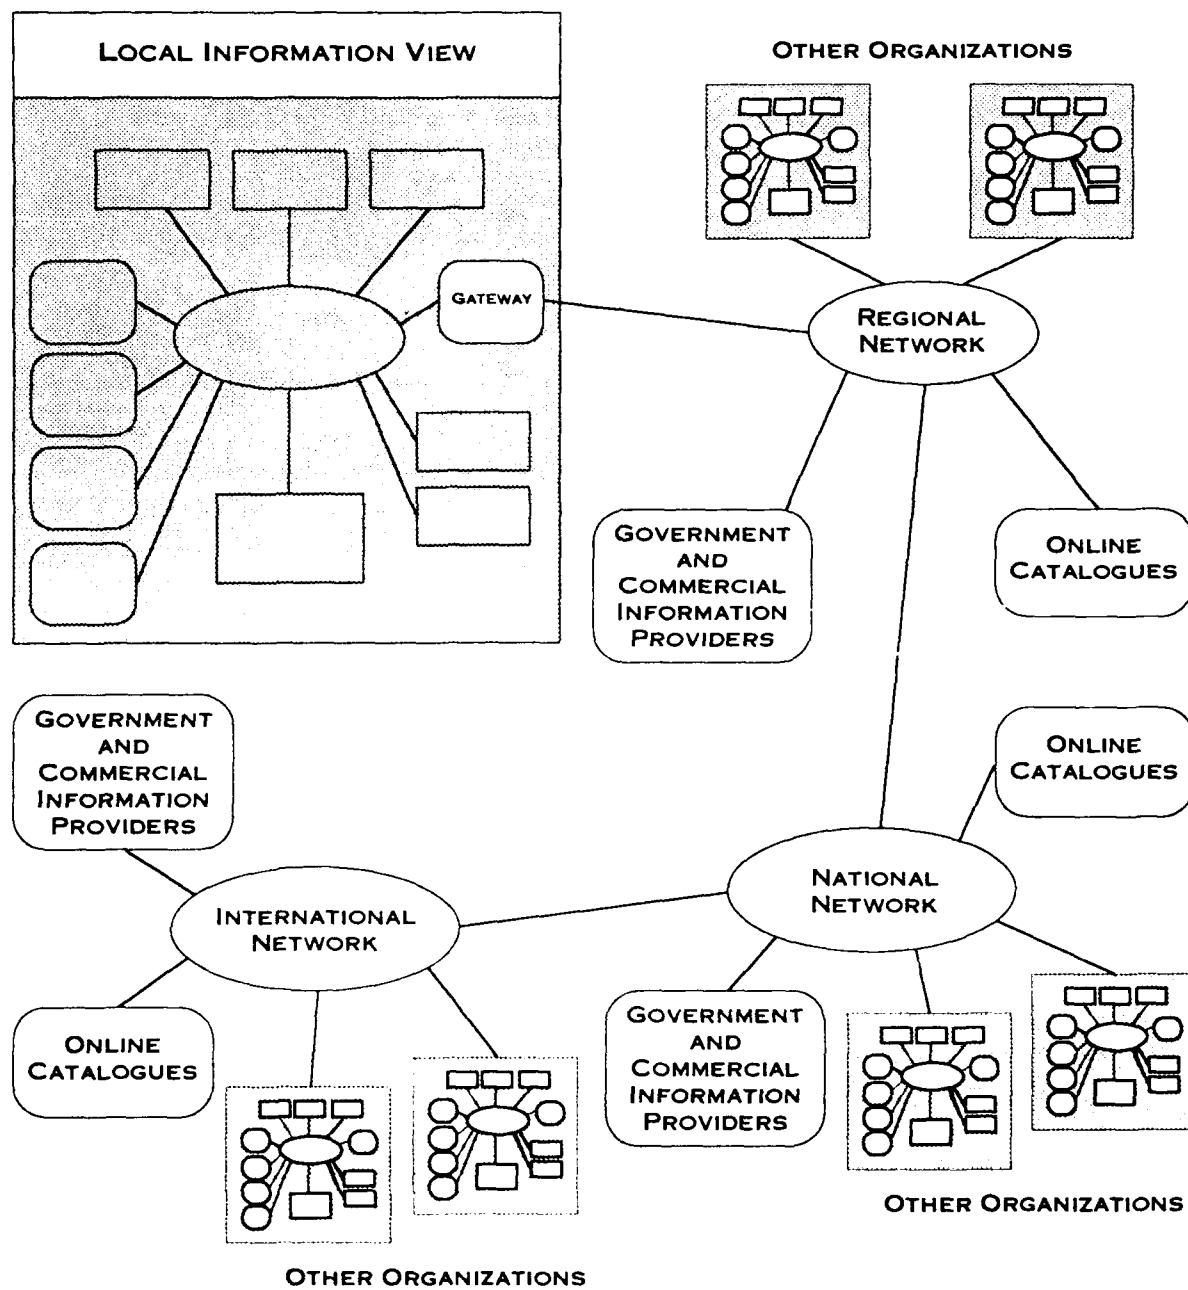 LOCAL INFORMATION VIEW
OTHER ORGANIZATIONS
GATEWAY
REGIONAL
NETWORK
GOVERNMENT
AND
COMMERCIAL
INFORMATION
PROVIDERS
ONLINE
CATALOGUES
GOVERNMENT
AND
COMMERCIAL
INFORMATION
PROVIDERS
ONLINE
CATALOGUES
INTERNATIONAL
NETWORK
NATIONAL
NETWORK
ONLINE
CATALOGUES
GOVERNMENT
AND
COMMERCIAL
INFORMATION
PROVIDERS
OTHER ORGANIZATIONS
OTHER ORGANIZATIONS